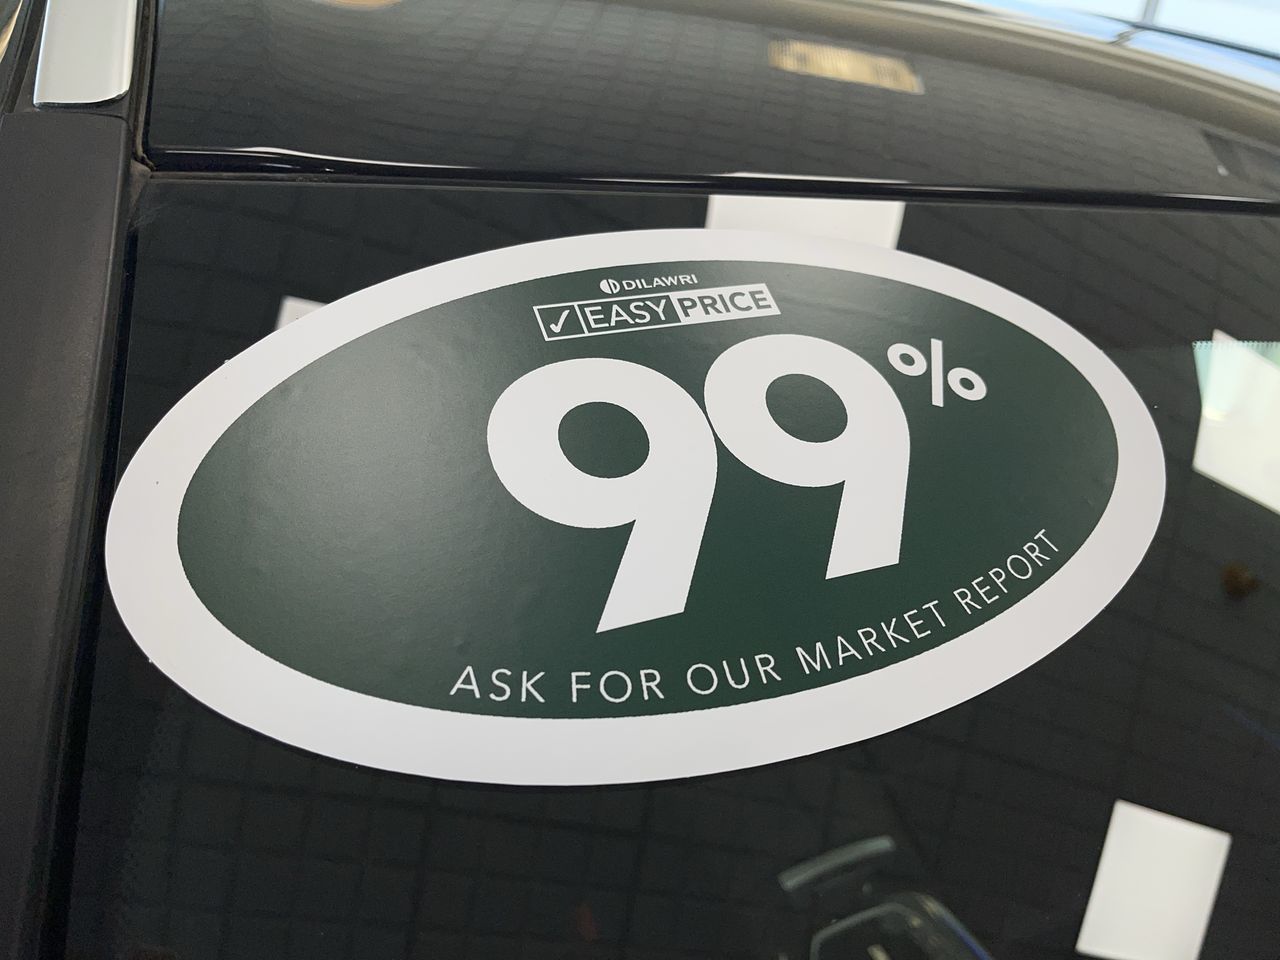 DILAWRI
EASY PRICE
99%
ASK FOR OUR MARKET REPORT